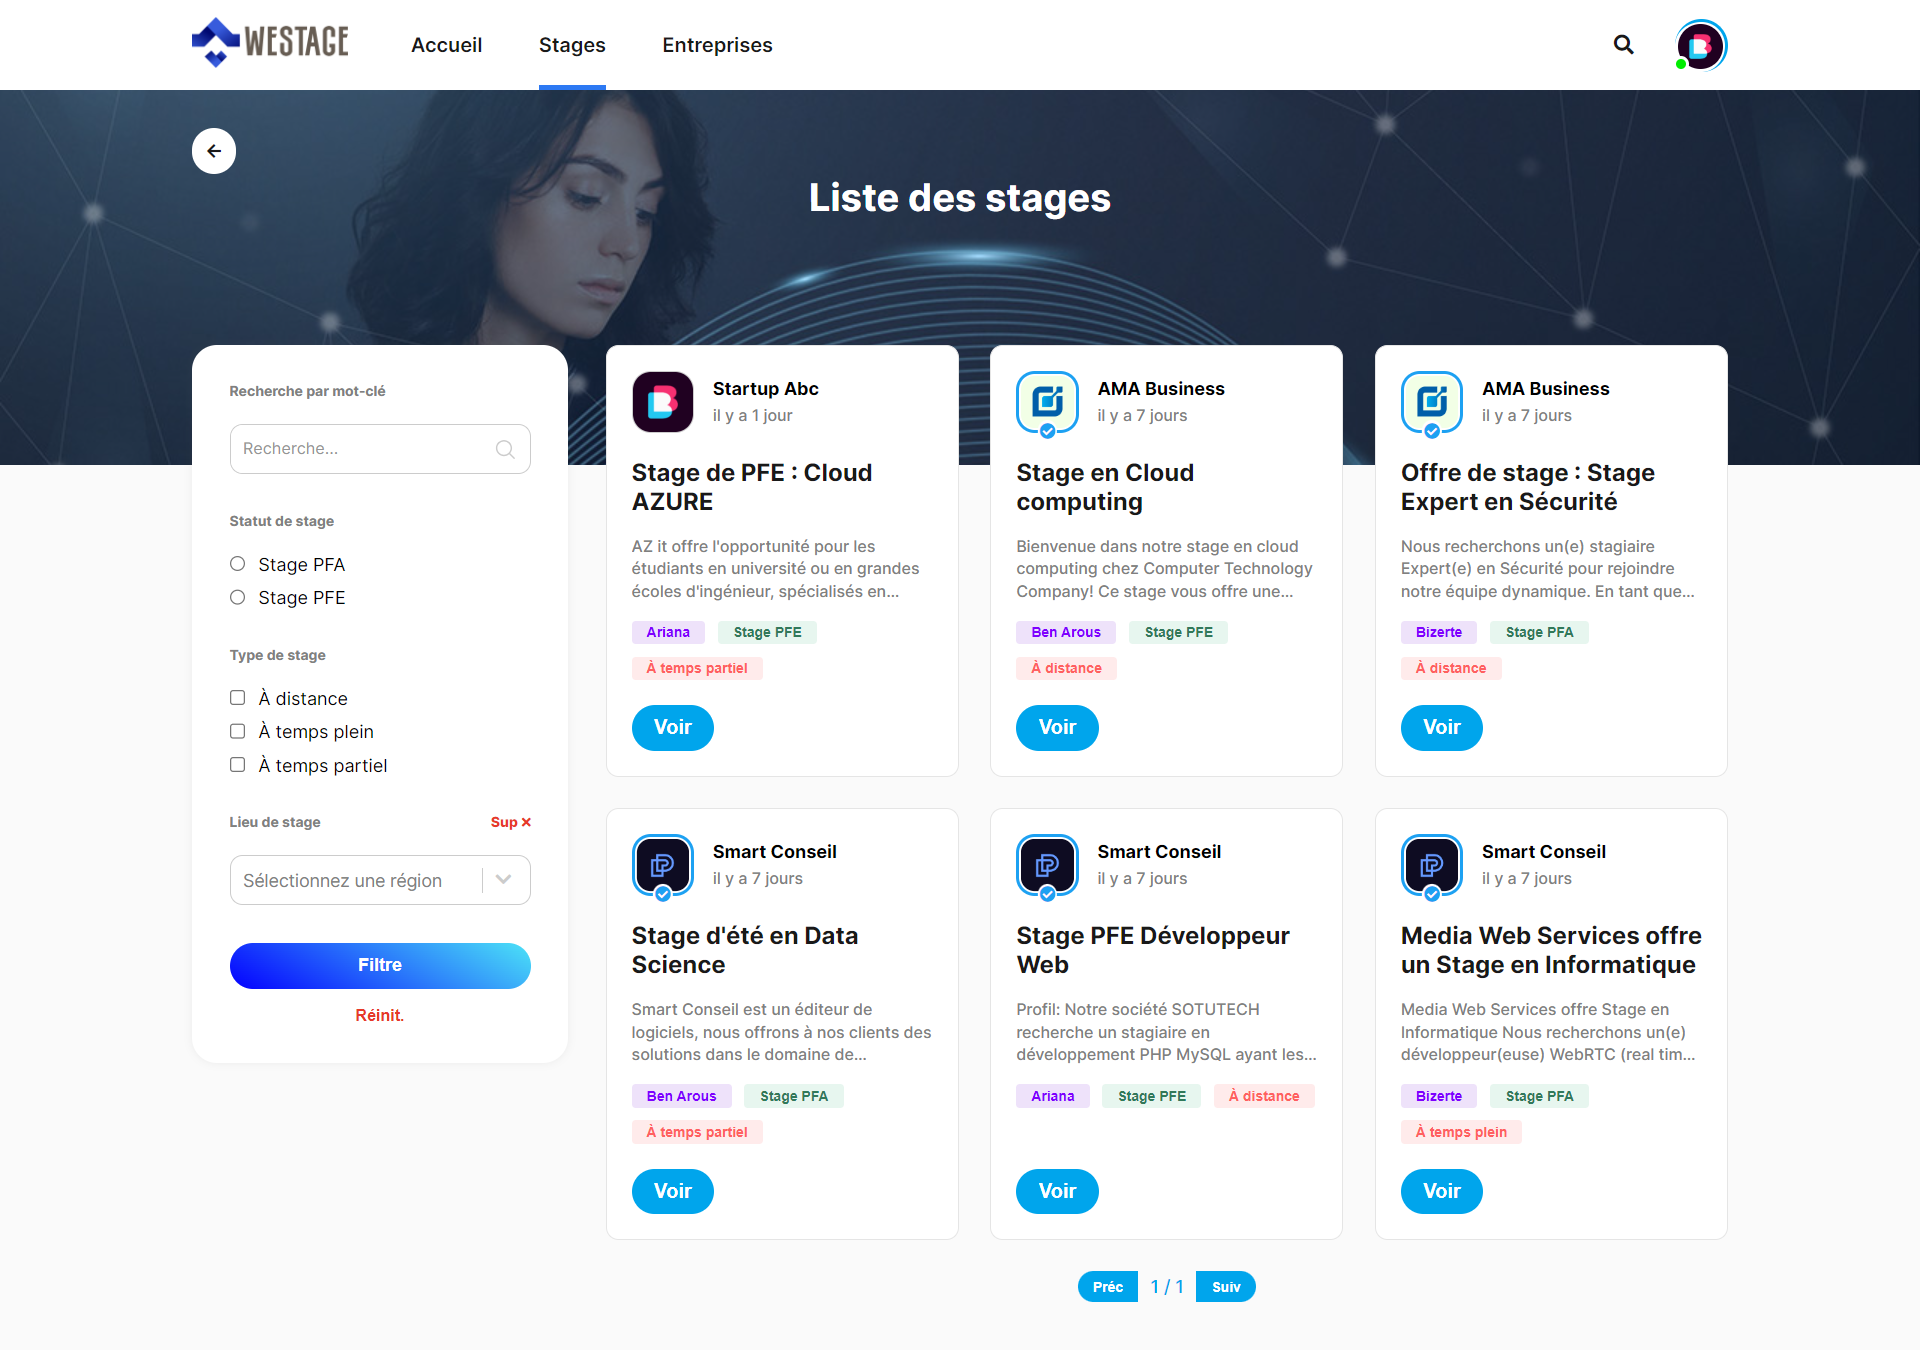 WESTAGE
Accueil
Stages
Entreprises
Liste des stages
Recherche par mot-clé
Recherche...
Statut de stage
Stage PFA
Stage PFE
Type de stage
À distance
À temps plein
À temps partiel
Lieu de stage
Sup ×
Sélectionnez une région
Filtre
Réinit.
Startup Abc
il y a 1 jour
Stage de PFE : Cloud
AZURE
AZ it offre l'opportunité pour les
étudiants en université ou en grandes
écoles d'ingénieur, spécialisés en...
Ariana
Stage PFE
À temps partiel
Voir
AMA Business
il y a 7 jours
Stage en Cloud
computing
Bienvenue dans notre stage en cloud
computing chez Computer Technology
Company! Ce stage vous offre une...
Ben Arous
Stage PFE
À distance
Voir
AMA Business
il y a 7 jours
Offre de stage : Stage
Expert en Sécurité
Nous recherchons un(e) stagiaire
Expert(e) en Sécurité pour rejoindre
notre équipe dynamique. En tant que...
Bizerte
Stage PFA
À distance
Voir
Smart Conseil
il y a 7 jours
Stage d'été en Data
Science
Smart Conseil est un éditeur de
logiciels, nous offrons à nos clients des
solutions dans le domaine de...
Ben Arous
Stage PFA
À temps partiel
Voir
Smart Conseil
il y a 7 jours
Stage PFE Développeur
Web
Profil: Notre société SOTUTECH
recherche un stagiaire en
développement PHP MySQL ayant les...
Ariana
Stage PFE
À distance
Voir
Smart Conseil
il y a 7 jours
Media Web Services offre
un Stage en Informatique
Media Web Services offre Stage en
Informatique Nous recherchons un(e)
développeur(euse) WebRTC (real tim...
Bizerte
Stage PFA
À temps plein
Voir
Préc
1 / 1
Suiv